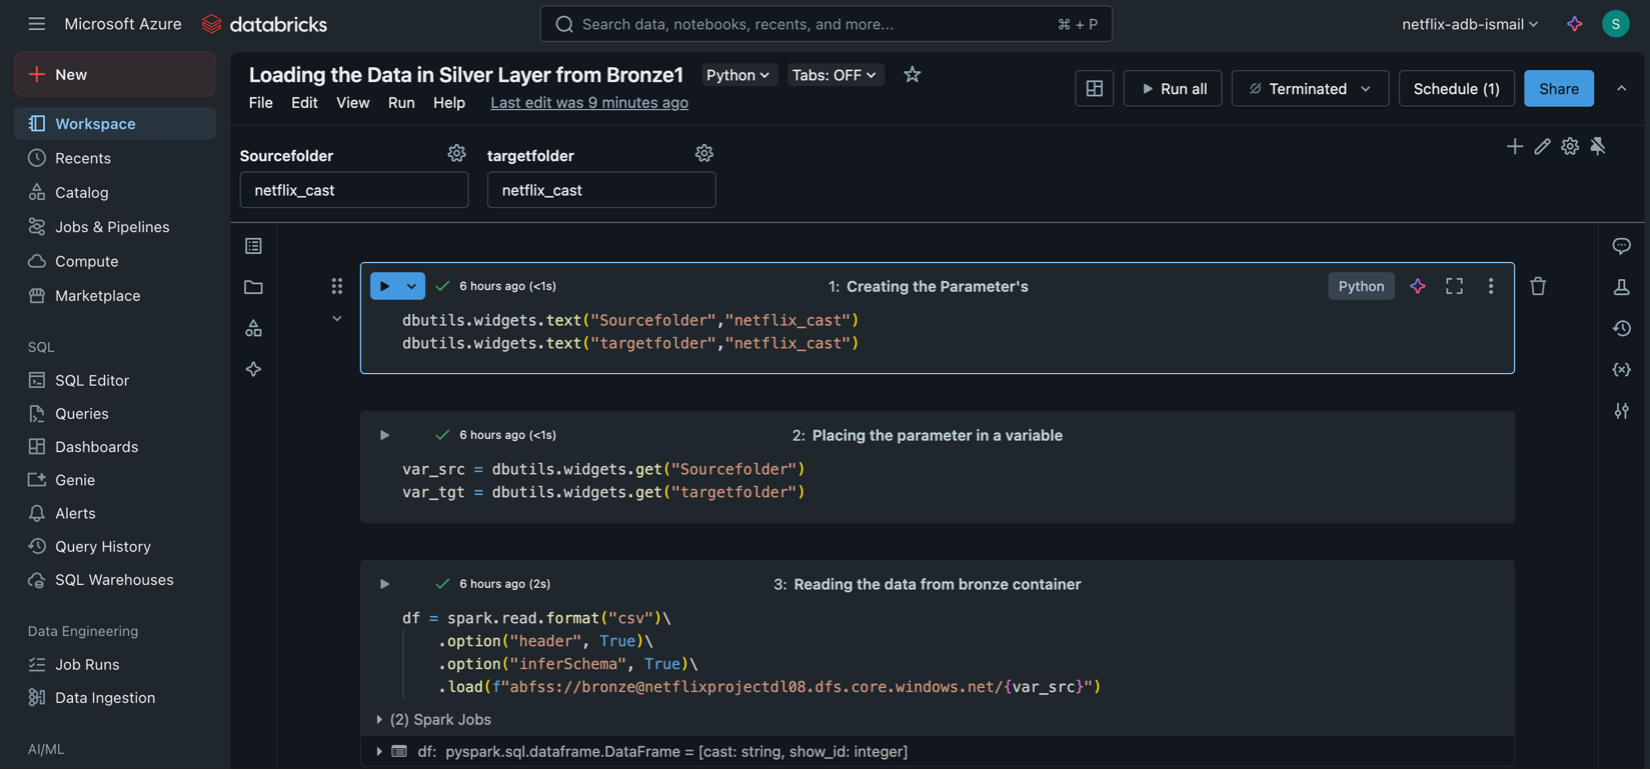 Microsoft Azure databricks
Search data, notebooks, recents, and more... ⌘ + P
netflix-adb-ismail
S
New
Workspace
Recents
Catalog
Jobs & Pipelines
Compute
Marketplace
SQL
SQL Editor
Queries
Dashboards
Genie
Alerts
Query History
SQL Warehouses
Data Engineering
Job Runs
Data Ingestion
AI/ML
Loading the Data in Silver Layer from Bronze1 Python Tabs: OFF
File Edit View Run Help Last edit was 9 minutes ago
Run all Terminated Schedule (1) Share
Sourcefolder targetfolder
netflix_cast netflix_cast
6 hours ago (<1s) 1: Creating the Parameter's Python
dbutils.widgets.text("Sourcefolder","netflix_cast")
dbutils.widgets.text("targetfolder","netflix_cast")
6 hours ago (<1s) 2: Placing the parameter in a variable
var_src = dbutils.widgets.get("Sourcefolder")
var_tgt = dbutils.widgets.get("targetfolder")
6 hours ago (2s) 3: Reading the data from bronze container
df = spark.read.format("csv")\
.option("header", True)\
.option("inferSchema", True)\
.load(f"abfss://bronze@netflixprojectdl08.dfs.core.windows.net/{var_src}")
(2) Spark Jobs
df: pyspark.sql.dataframe.DataFrame = [cast: string, show_id: integer]